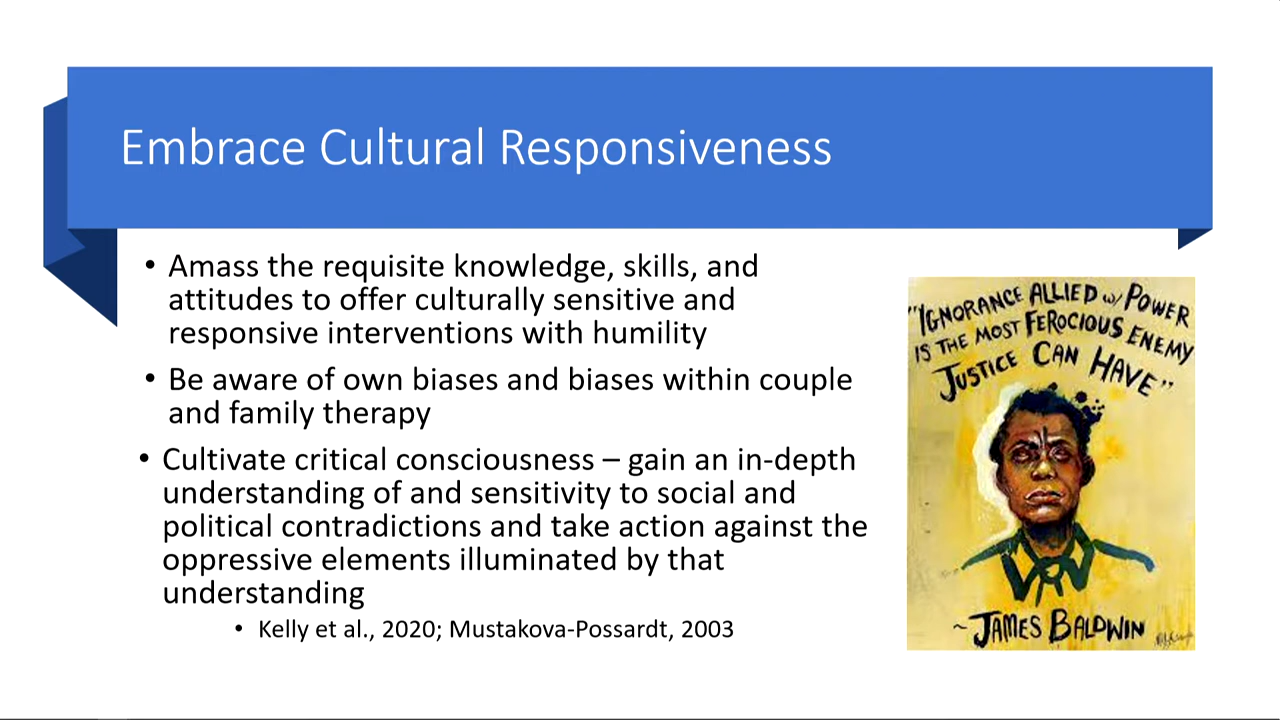 Embrace Cultural Responsiveness
• Amass the requisite knowledge, skills, and
attitudes to offer culturally sensitive and
responsive interventions with humility
• Be aware of own biases and biases within couple
and family therapy
• Cultivate critical consciousness – gain an in-depth
understanding of and sensitivity to social and
political contradictions and take action against the
oppressive elements illuminated by that
understanding
• Kelly et al., 2020; Mustakova-Possardt, 2003
"IGNORANCE ALLIED w/ POWER
IS THE MOST FEROCIOUS ENEMY
JUSTICE CAN HAVE"
~JAMES BALDWIN